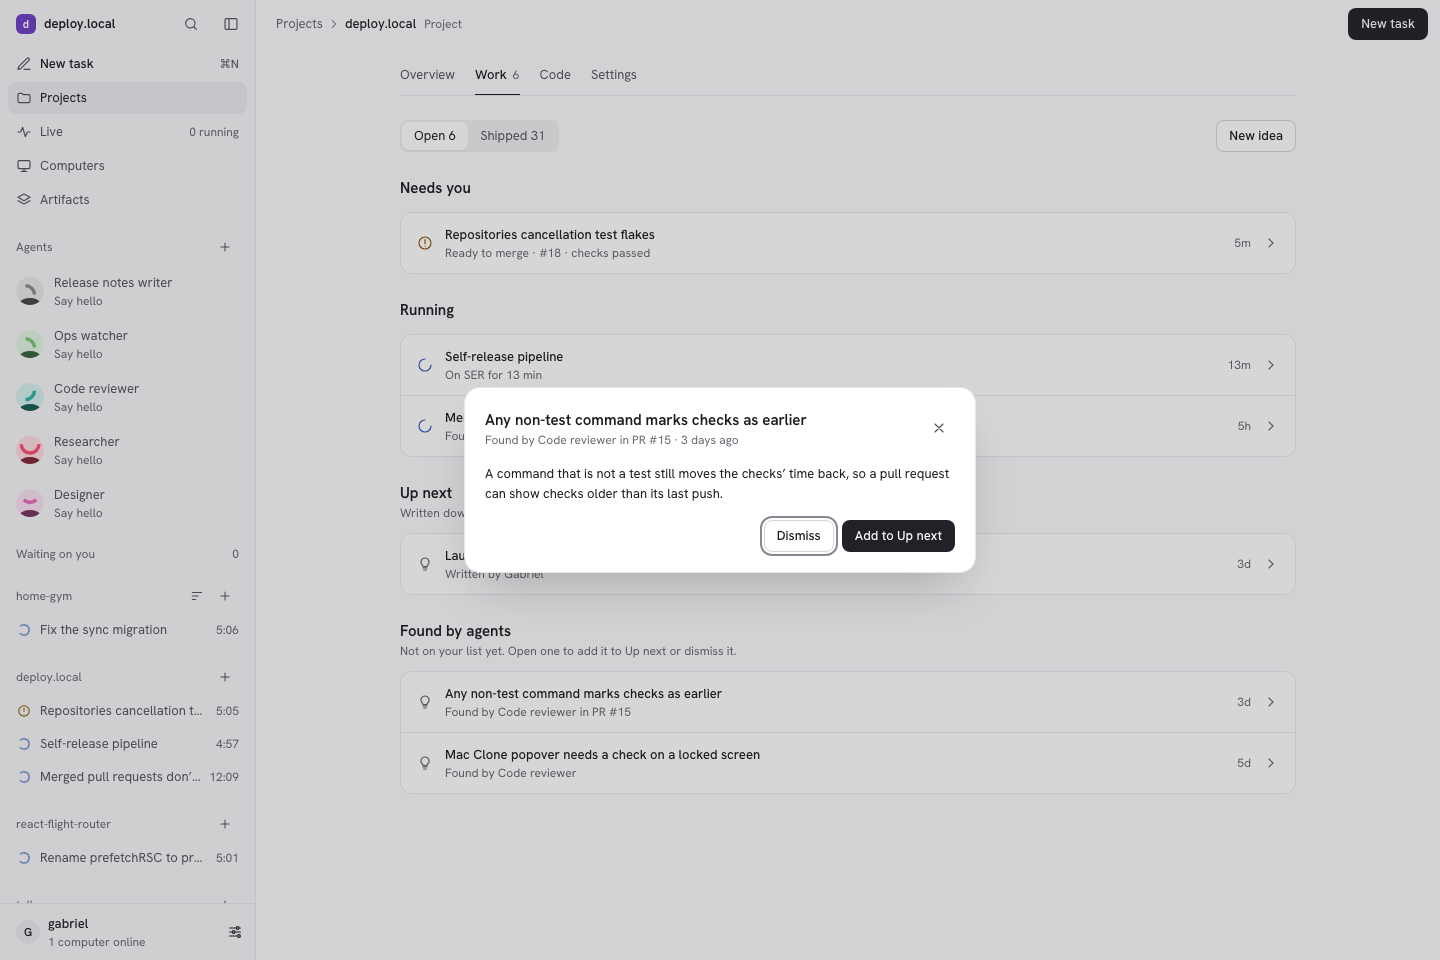 d deploy.local
New task ⌘N
Projects
Live 0 running
Computers
Artifacts
Agents
Release notes writer
Say hello
Ops watcher
Say hello
Code reviewer
Say hello
Researcher
Say hello
Designer
Say hello
Waiting on you 0
home-gym
Fix the sync migration 5:06
deploy.local
Repositories cancellation t... 5:05
Self-release pipeline 4:57
Merged pull requests don’... 12:09
react-flight-router
Rename prefetchRSC to pr... 5:01
G gabriel
1 computer online
Projects deploy.local Project
New task
Overview Work 6 Code Settings
Open 6 Shipped 31
New idea
Needs you
Repositories cancellation test flakes
Ready to merge · #18 · checks passed
5m
Running
Self-release pipeline
On SER for 13 min
13m
5h
Any non-test command marks checks as earlier
Found by Code reviewer in PR #15 · 3 days ago
A command that is not a test still moves the checks’ time back, so a pull request
can show checks older than its last push.
Dismiss Add to Up next
Up next
Written by Gabriel
3d
Found by agents
Not on your list yet. Open one to add it to Up next or dismiss it.
Any non-test command marks checks as earlier
Found by Code reviewer in PR #15
3d
Mac Clone popover needs a check on a locked screen
Found by Code reviewer
5d